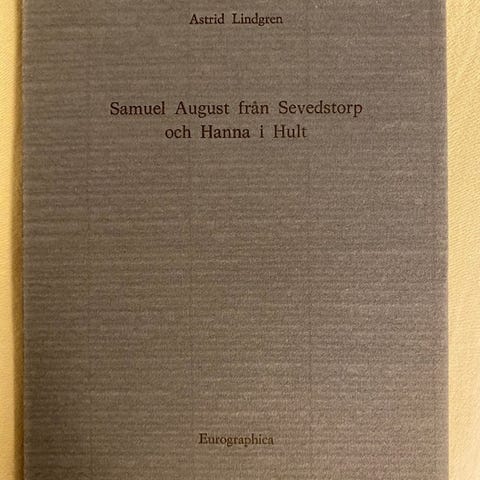 Astrid Lindgren
Samuel August från Sevedstorp
och Hanna i Hult
Eurographica